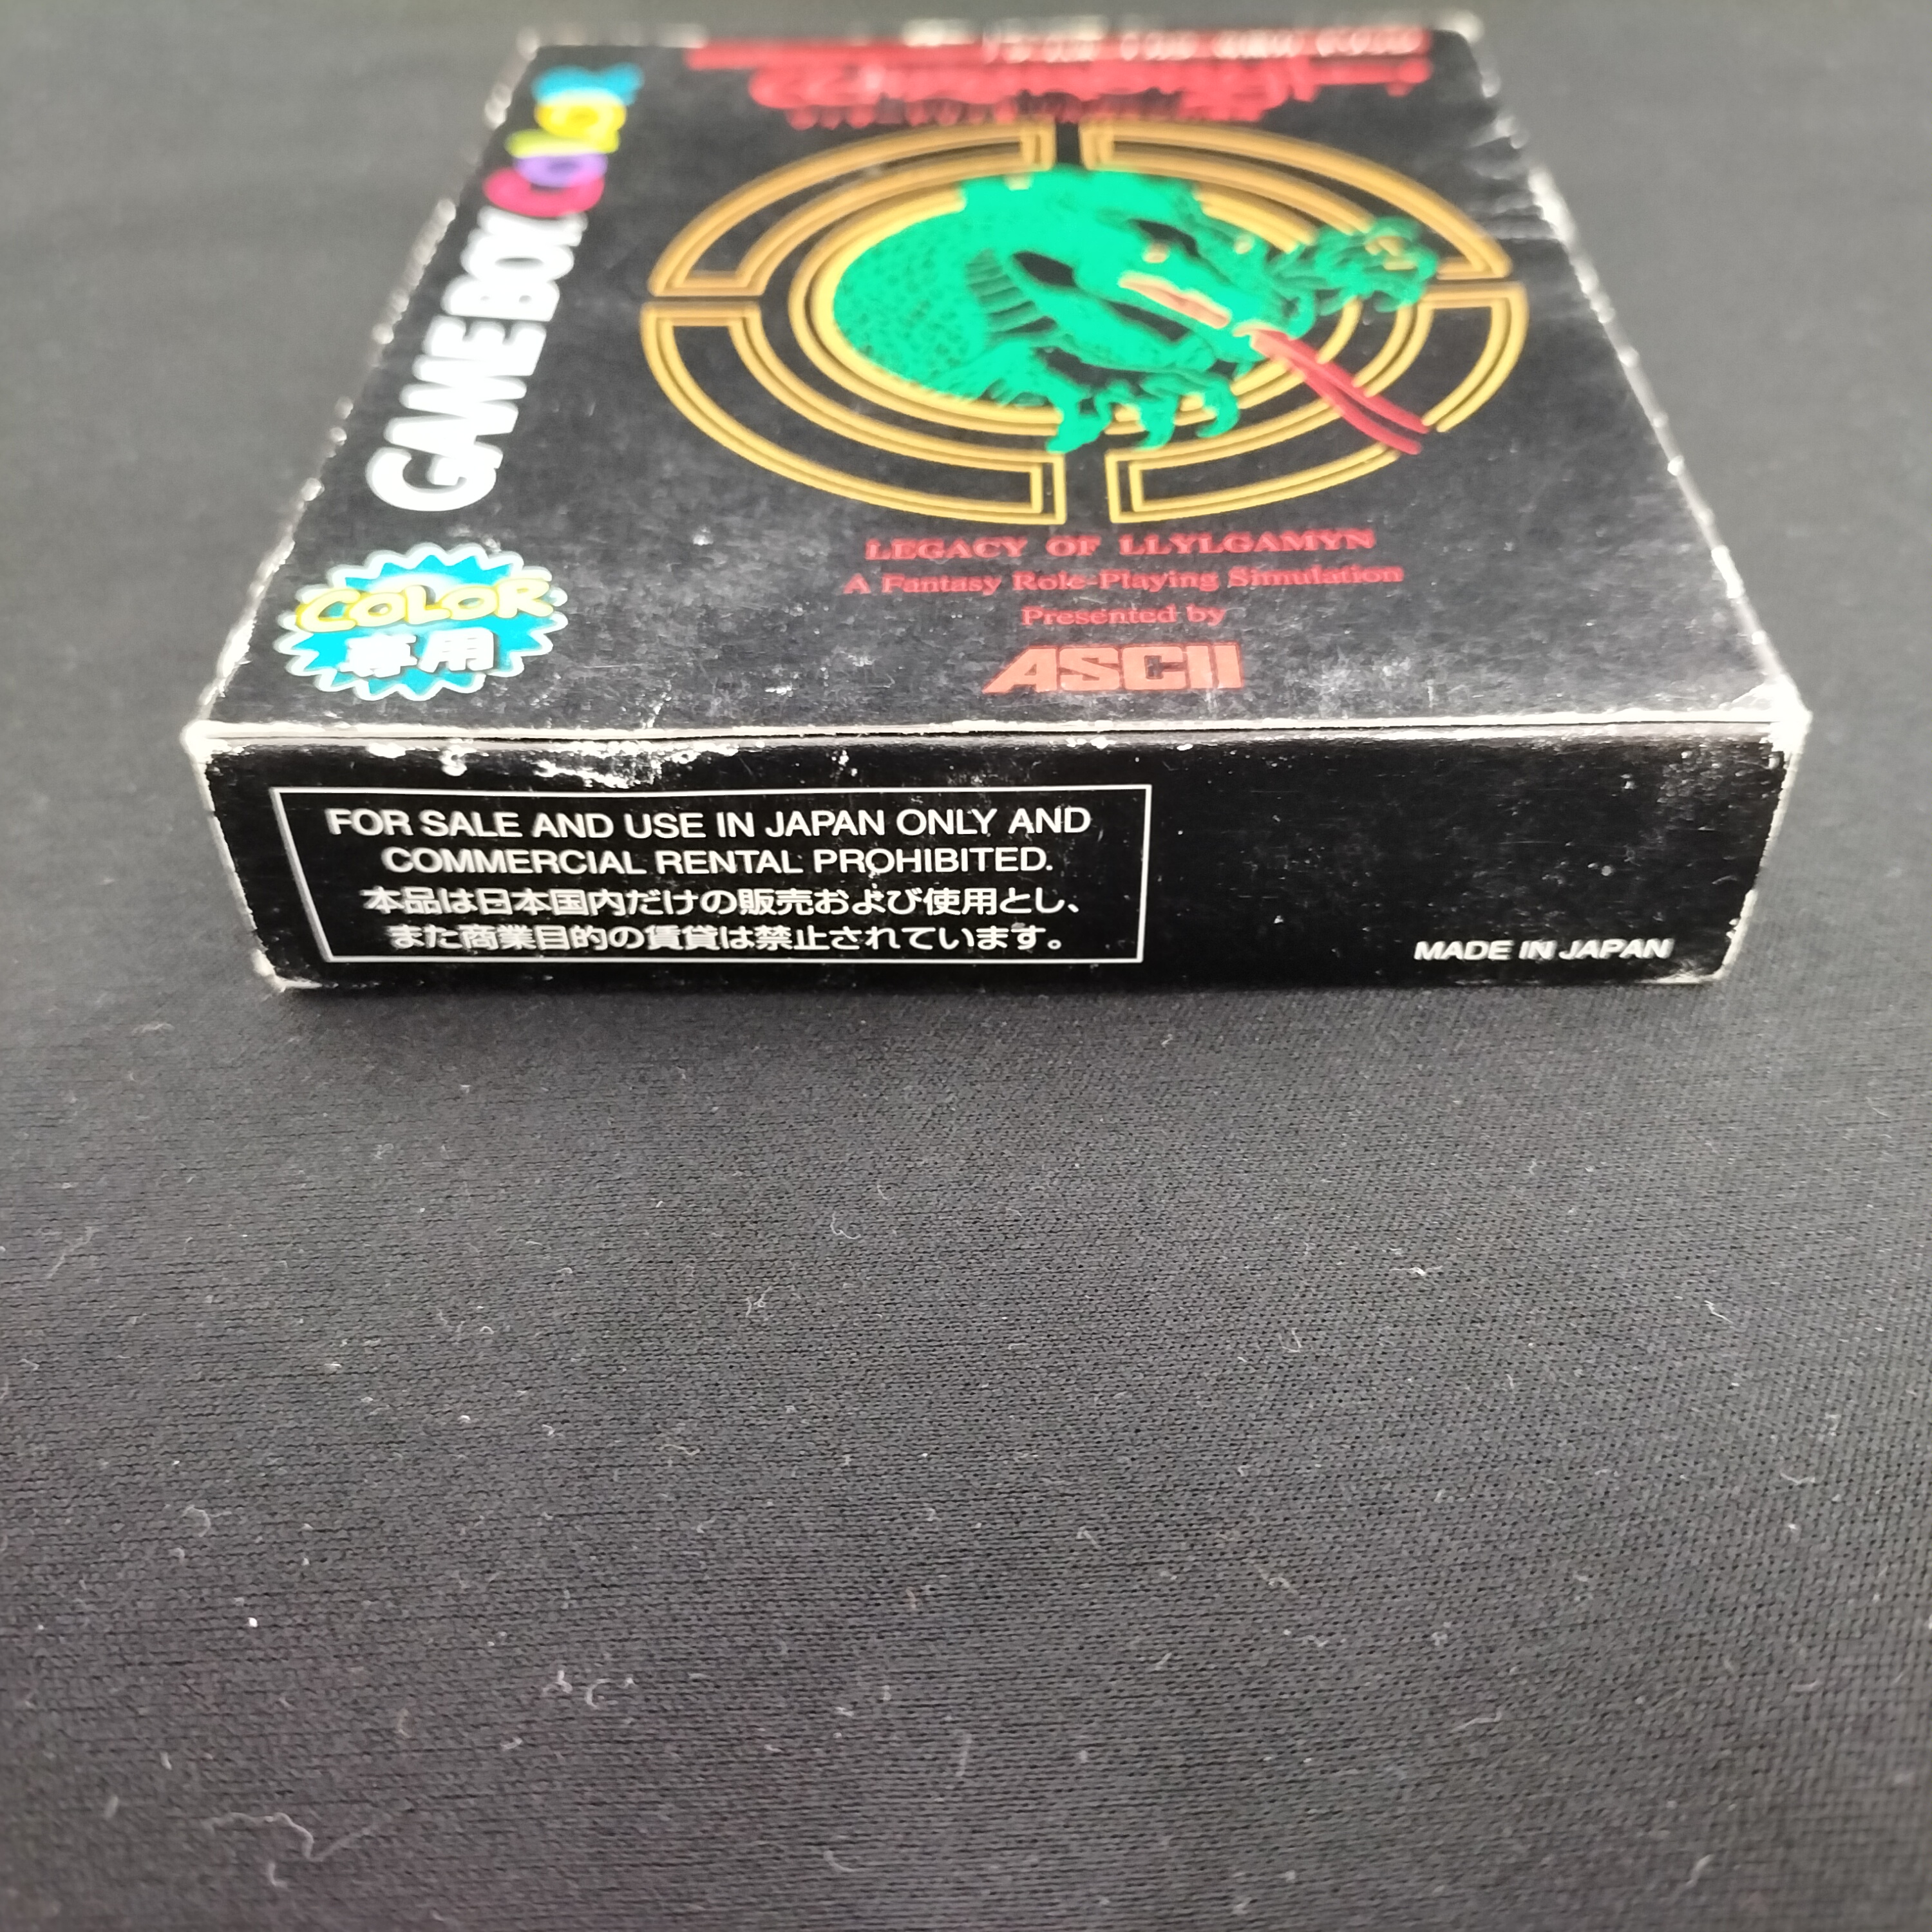 GAME BOY COLOR
COLOR
専用
LEGACY OF LLYLGAMYN
A Fantasy Role-Playing Simulation
Presented by
ASCII
FOR SALE AND USE IN JAPAN ONLY AND
COMMERCIAL RENTAL PROHIBITED.
本品は日本国内だけの販売および使用とし、
また商業目的の賃貸は禁止されています。
MADE IN JAPAN